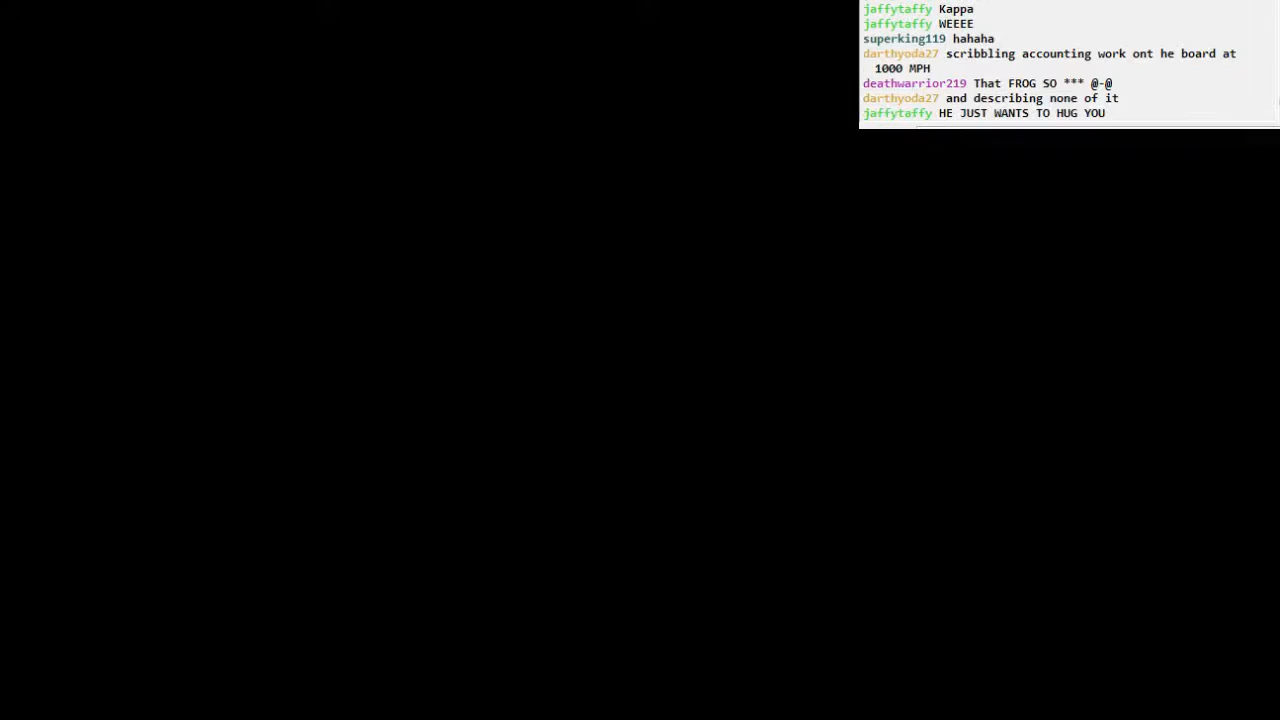 jaffytaffy Kappa
jaffytaffy WEEEE
superking119 hahaha
darthyoda27 scribbling accounting work ont he board at
1000 MPH
deathwarrior219 That FROG SO *** @-@
darthyoda27 and describing none of it
jaffytaffy HE JUST WANTS TO HUG YOU